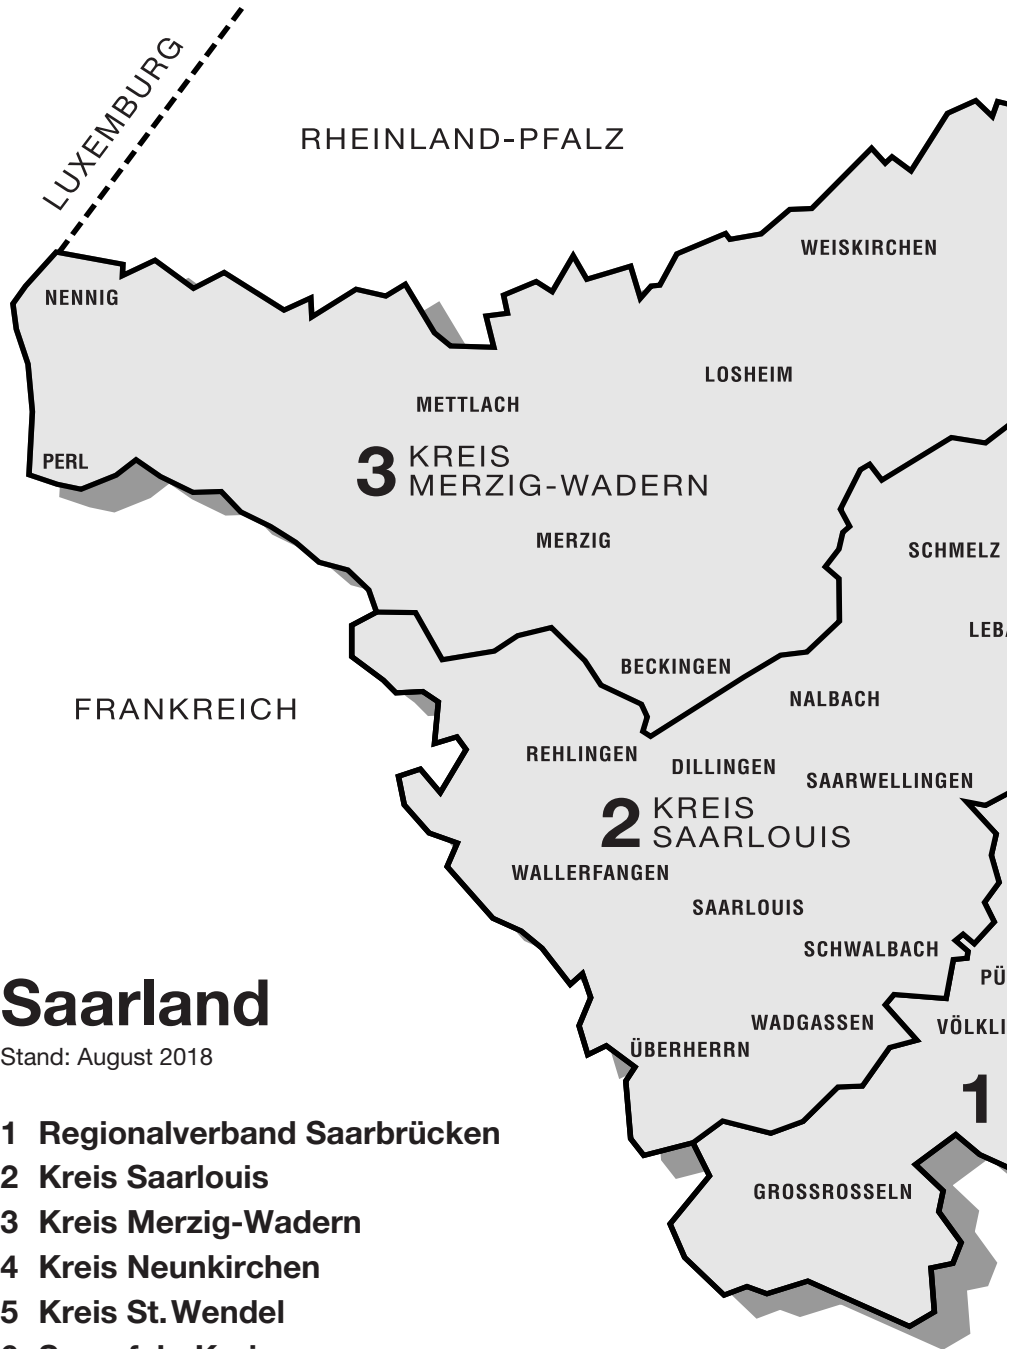 LUXEMBURG
RHEINLAND-PFALZ
WEISKIRCHEN
NENNIG
LOSHEIM
METTLACH
PERL
3 KREIS
MERZIG-WADERN
MERZIG
SCHMELZ
BECKINGEN
NALBACH
FRANKREICH
REHLINGEN
DILLINGEN
SAARWELLINGEN
2 KREIS
SAARLOUIS
WALLERFANGEN
SAARLOUIS
SCHWALBACH
Saarland
WADGASSEN
ÜBERHERRN
Stand: August 2018
1
1 Regionalverband Saarbrücken
2 Kreis Saarlouis
GROSSROSSELN
3 Kreis Merzig-Wadern
4 Kreis Neunkirchen
5 Kreis St. Wendel